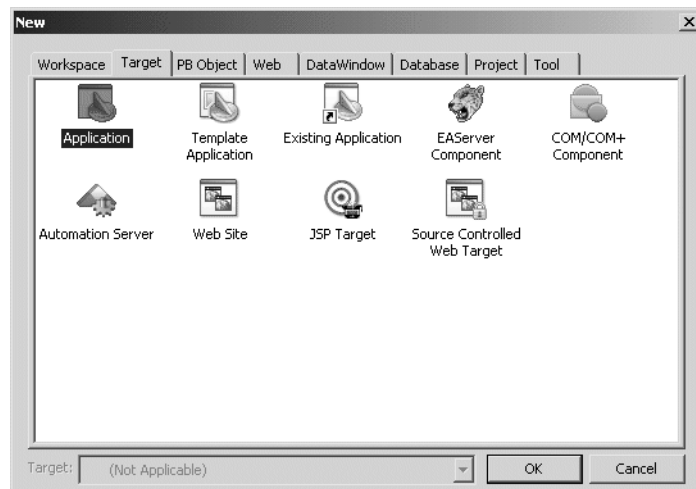 New
Workspace Target PB Object Web DataWindow Database Project Tool
Application
Template
Application
Existing Application
EAServer
Component
COM/COM+
Component
Automation Server
Web Site
JSP Target
Source Controlled
Web Target
Target: (Not Applicable) OK Cancel